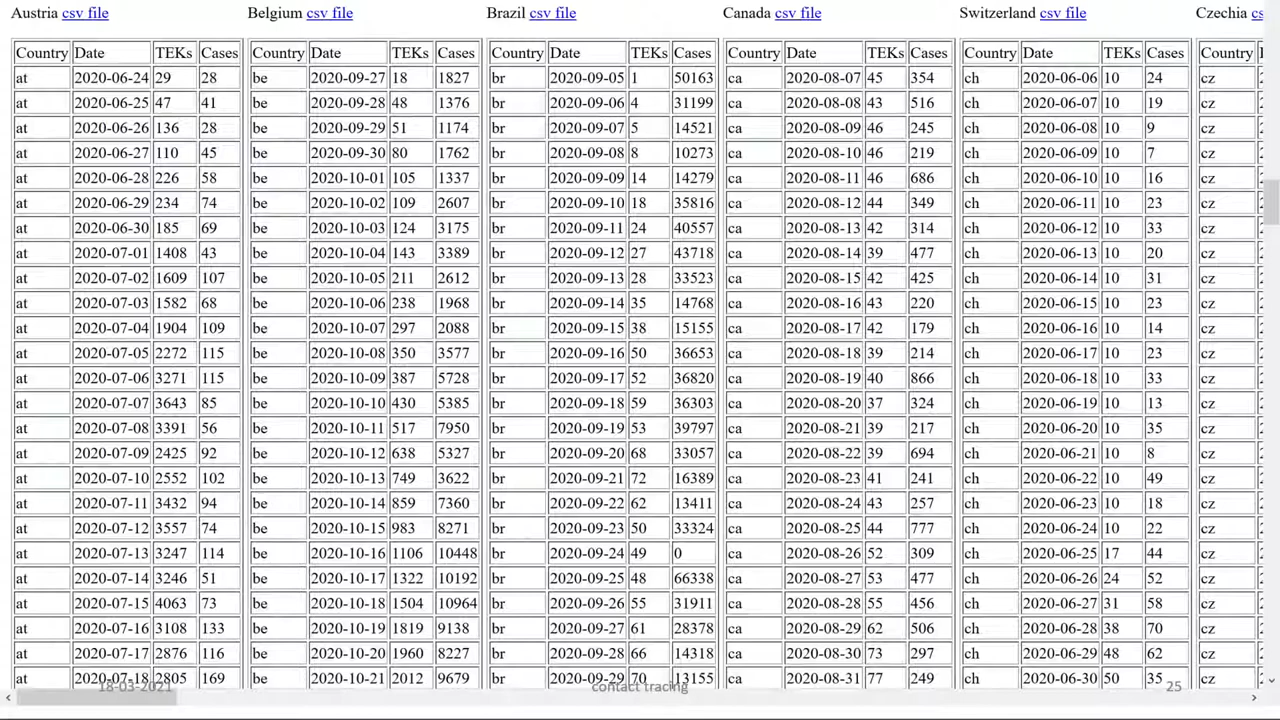 Austria csv file Belgium csv file Brazil csv file Canada csv file Switzerland csv file Czechia cs
Country Date TEKs Cases Country Date TEKs Cases Country Date TEKs Cases Country Date TEKs Cases Country Date TEKs Cases Country
at 2020-06-24 29 28 be 2020-09-27 18 1827 br 2020-09-05 1 50163 ca 2020-08-07 45 354 ch 2020-06-06 10 24 cz
at 2020-06-25 47 41 be 2020-09-28 48 1376 br 2020-09-06 4 31199 ca 2020-08-08 43 516 ch 2020-06-07 10 19 cz
at 2020-06-26 136 28 be 2020-09-29 51 1174 br 2020-09-07 5 14521 ca 2020-08-09 46 245 ch 2020-06-08 10 9 cz
at 2020-06-27 110 45 be 2020-09-30 80 1762 br 2020-09-08 8 10273 ca 2020-08-10 46 219 ch 2020-06-09 10 7 cz
at 2020-06-28 226 58 be 2020-10-01 105 1337 br 2020-09-09 14 14279 ca 2020-08-11 46 686 ch 2020-06-10 10 16 cz
at 2020-06-29 234 74 be 2020-10-02 109 2607 br 2020-09-10 18 35816 ca 2020-08-12 44 349 ch 2020-06-11 10 23 cz
at 2020-06-30 185 69 be 2020-10-03 124 3175 br 2020-09-11 24 40557 ca 2020-08-13 42 314 ch 2020-06-12 10 33 cz
at 2020-07-01 1408 43 be 2020-10-04 143 3389 br 2020-09-12 27 43718 ca 2020-08-14 39 477 ch 2020-06-13 10 20 cz
at 2020-07-02 1609 107 be 2020-10-05 211 2612 br 2020-09-13 28 33523 ca 2020-08-15 42 425 ch 2020-06-14 10 31 cz
at 2020-07-03 1582 68 be 2020-10-06 238 1968 br 2020-09-14 35 14768 ca 2020-08-16 43 220 ch 2020-06-15 10 23 cz
at 2020-07-04 1904 109 be 2020-10-07 297 2088 br 2020-09-15 38 15155 ca 2020-08-17 42 179 ch 2020-06-16 10 14 cz
at 2020-07-05 2272 115 be 2020-10-08 350 3577 br 2020-09-16 50 36653 ca 2020-08-18 39 214 ch 2020-06-17 10 23 cz
at 2020-07-06 3271 115 be 2020-10-09 387 5728 br 2020-09-17 52 36820 ca 2020-08-19 40 866 ch 2020-06-18 10 33 cz
at 2020-07-07 3643 85 be 2020-10-10 430 5385 br 2020-09-18 59 36303 ca 2020-08-20 37 324 ch 2020-06-19 10 13 cz
at 2020-07-08 3391 56 be 2020-10-11 517 7950 br 2020-09-19 53 39797 ca 2020-08-21 39 217 ch 2020-06-20 10 35 cz
at 2020-07-09 2425 92 be 2020-10-12 638 5327 br 2020-09-20 68 33057 ca 2020-08-22 39 694 ch 2020-06-21 10 8 cz
at 2020-07-10 2552 102 be 2020-10-13 749 3622 br 2020-09-21 72 16389 ca 2020-08-23 41 241 ch 2020-06-22 10 49 cz
at 2020-07-11 3432 94 be 2020-10-14 859 7360 br 2020-09-22 62 13411 ca 2020-08-24 43 257 ch 2020-06-23 10 18 cz
at 2020-07-12 3557 74 be 2020-10-15 983 8271 br 2020-09-23 50 33324 ca 2020-08-25 44 777 ch 2020-06-24 10 22 cz
at 2020-07-13 3247 114 be 2020-10-16 1106 10448 br 2020-09-24 49 0 ca 2020-08-26 52 309 ch 2020-06-25 17 44 cz
at 2020-07-14 3246 51 be 2020-10-17 1322 10192 br 2020-09-25 48 66338 ca 2020-08-27 53 477 ch 2020-06-26 24 52 cz
at 2020-07-15 4063 73 be 2020-10-18 1504 10964 br 2020-09-26 55 31911 ca 2020-08-28 55 456 ch 2020-06-27 31 58 cz
at 2020-07-16 3108 133 be 2020-10-19 1819 9138 br 2020-09-27 61 28378 ca 2020-08-29 62 506 ch 2020-06-28 38 70 cz
at 2020-07-17 2876 116 be 2020-10-20 1960 8227 br 2020-09-28 66 14318 ca 2020-08-30 73 297 ch 2020-06-29 48 62 cz
at 2020-07-18 2805 169 be 2020-10-21 2012 9679 br 2020-09-29 70 13155 ca 2020-08-31 77 249 ch 2020-06-30 50 35 cz
18-03-2021 contact tracing 25